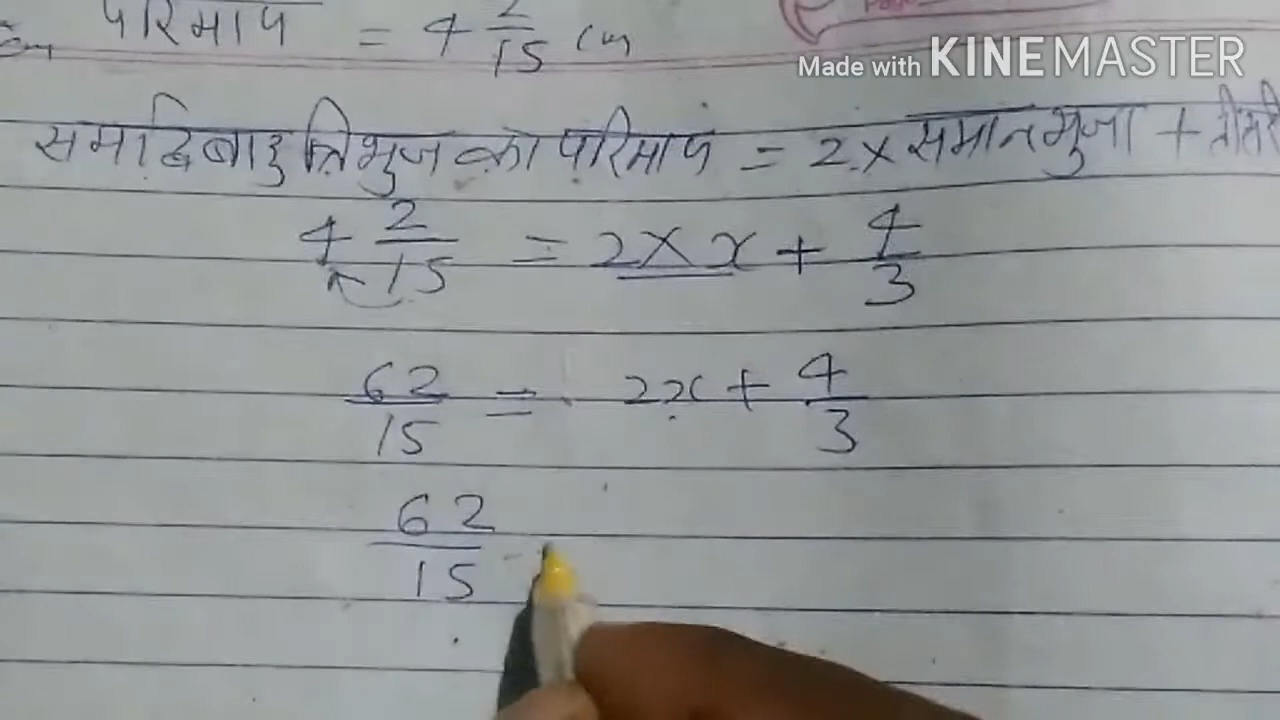 परिमाप = 4 2/15 cm
Made with KINEMASTER
समद्विबाहु त्रिभुज का परिमाप = 2 × समान भुजा +
4 2/15 = 2 × x + 4/3
62/15 = 2x + 4/3
62/15 -